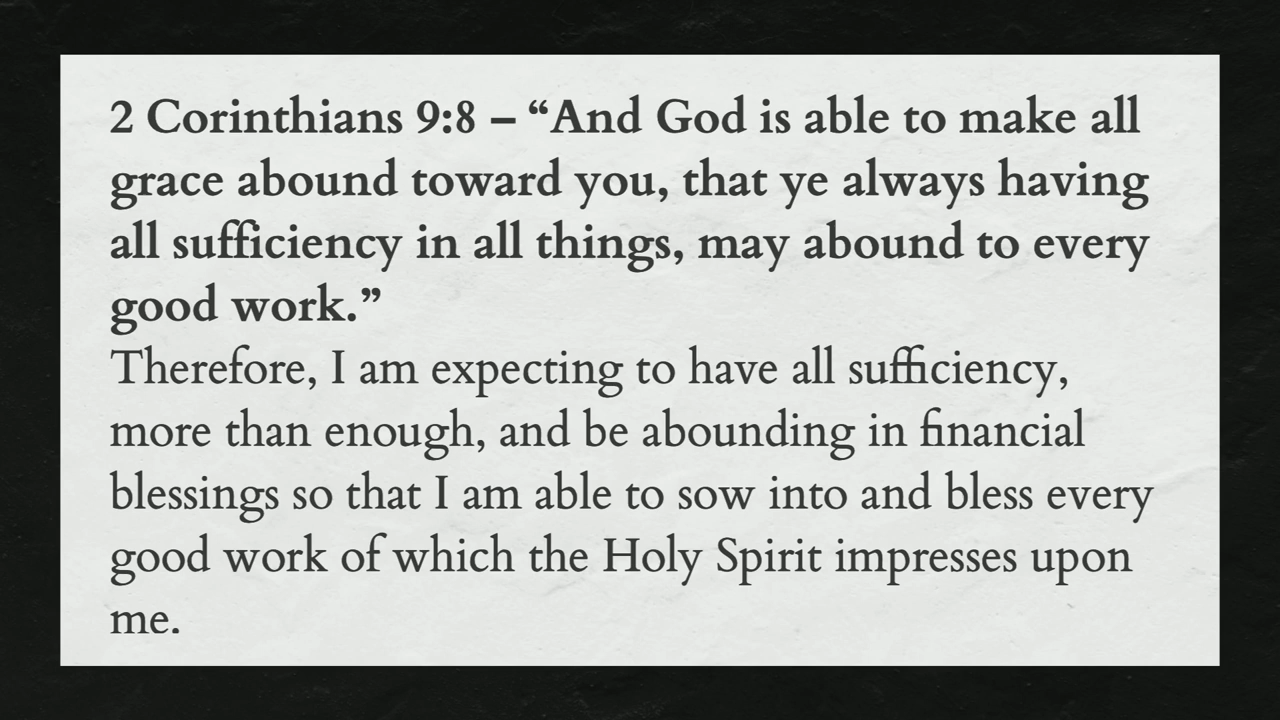 2 Corinthians 9:8 – “And God is able to make all
grace abound toward you, that ye always having
all sufficiency in all things, may abound to every
good work.”
Therefore, I am expecting to have all sufficiency,
more than enough, and be abounding in financial
blessings so that I am able to sow into and bless every
good work of which the Holy Spirit impresses upon
me.